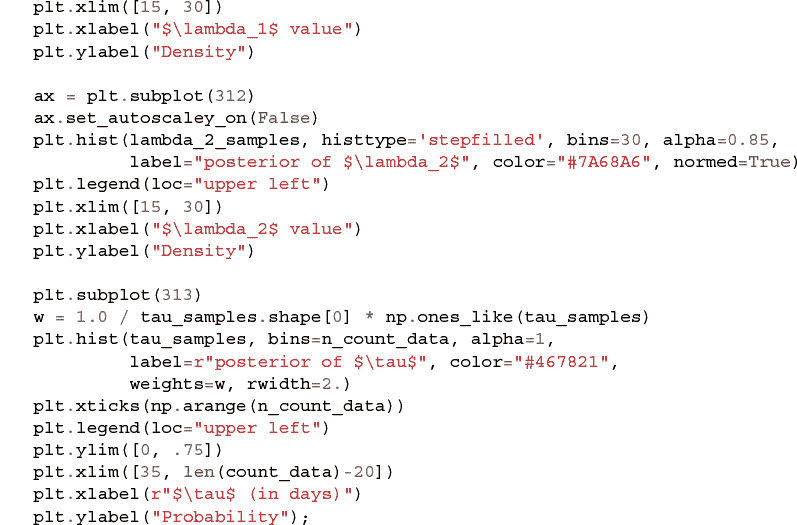 plt.xlim([15, 30])
plt.xlabel("$\lambda_1$ value")
plt.ylabel("Density")

ax = plt.subplot(312)
ax.set_autoscaley_on(False)
plt.hist(lambda_2_samples, histtype='stepfilled', bins=30, alpha=0.85,
         label="posterior of $\lambda_2$", color="#7A68A6", normed=True)
plt.legend(loc="upper left")
plt.xlim([15, 30])
plt.xlabel("$\lambda_2$ value")
plt.ylabel("Density")

plt.subplot(313)
w = 1.0 / tau_samples.shape[0] * np.ones_like(tau_samples)
plt.hist(tau_samples, bins=n_count_data, alpha=1,
         label=r"posterior of $\tau$", color="#467821",
         weights=w, rwidth=2.)
plt.xticks(np.arange(n_count_data))
plt.legend(loc="upper left")
plt.ylim([0, .75])
plt.xlim([35, len(count_data)-20])
plt.xlabel(r"$\tau$ (in days)")
plt.ylabel("Probability");